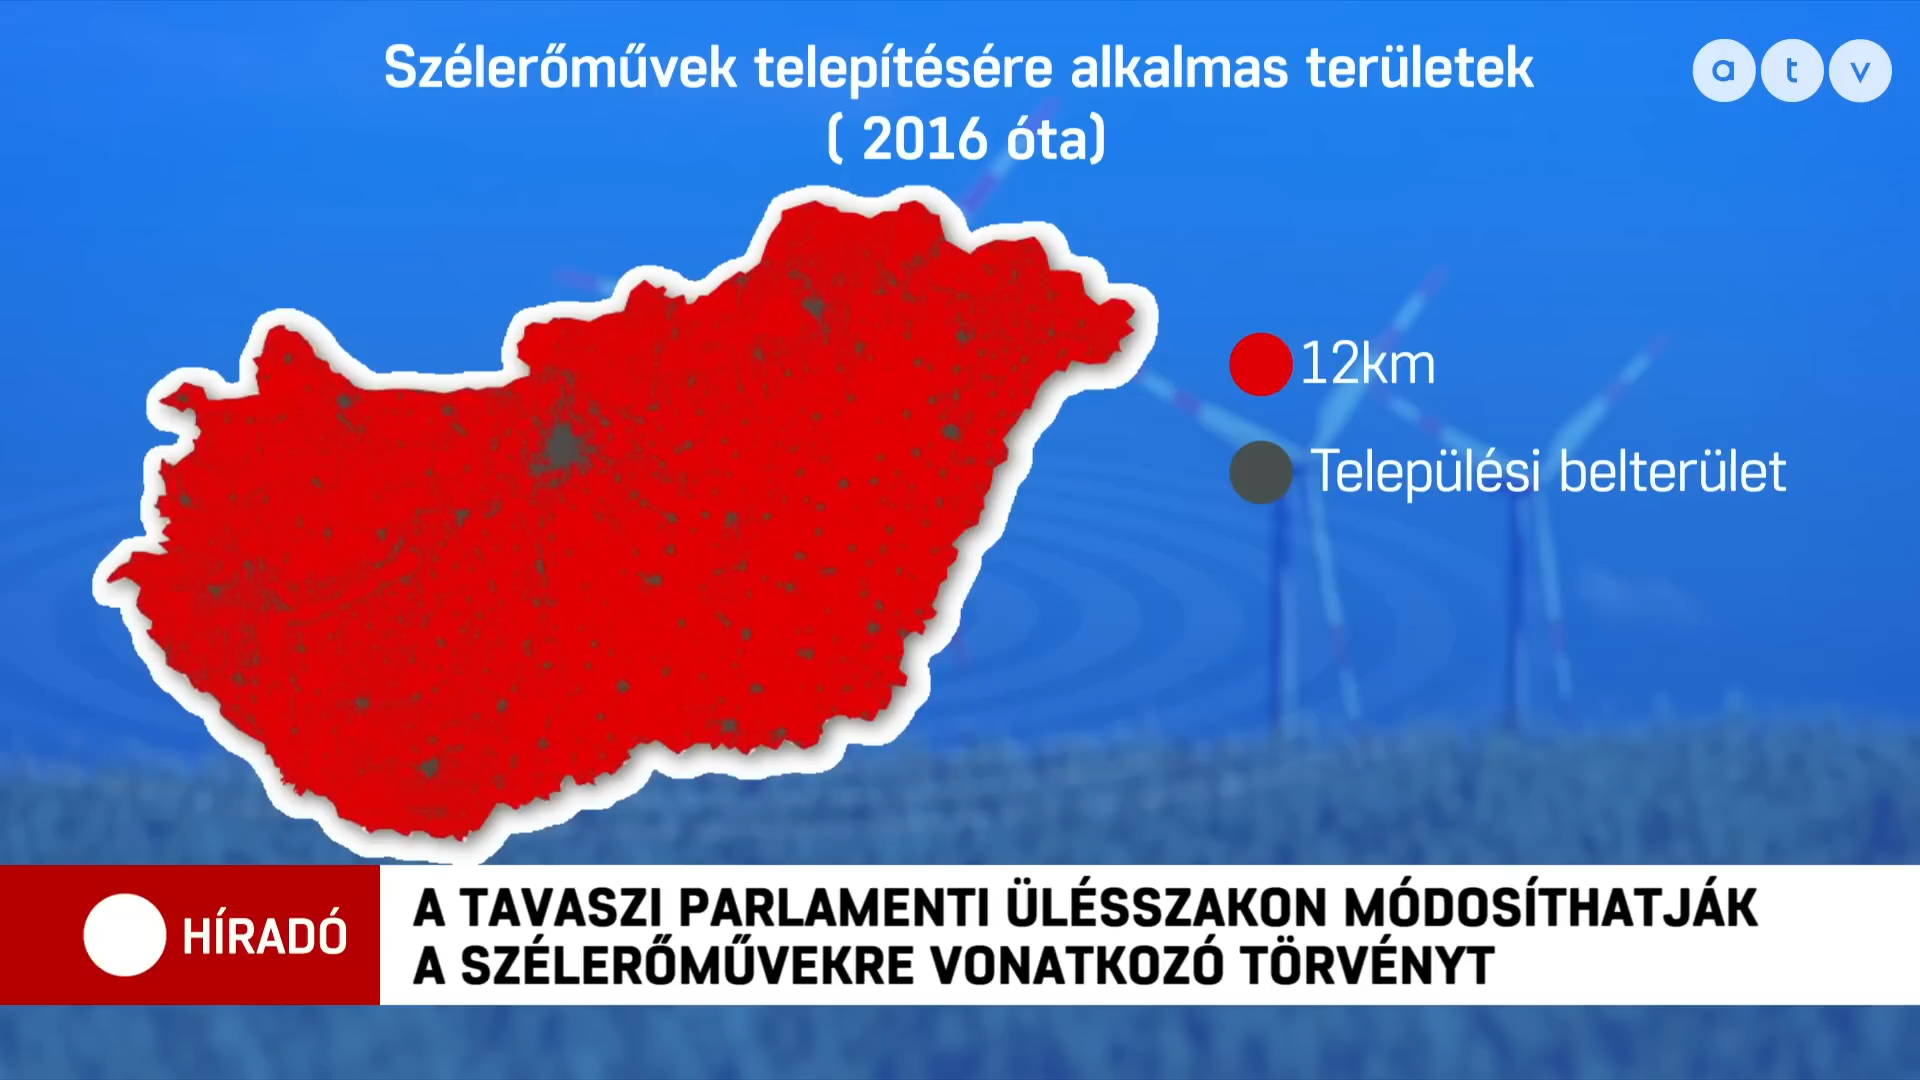 Szélerőművek telepítésére alkalmas területek
( 2016 óta)
a t v
12km
Települési belterület
HÍRADÓ
A TAVASZI PARLAMENTI ÜLÉSSZAKON MÓDOSÍTHATJÁK
A SZÉLERŐMŰVEKRE VONATKOZÓ TÖRVÉNYT